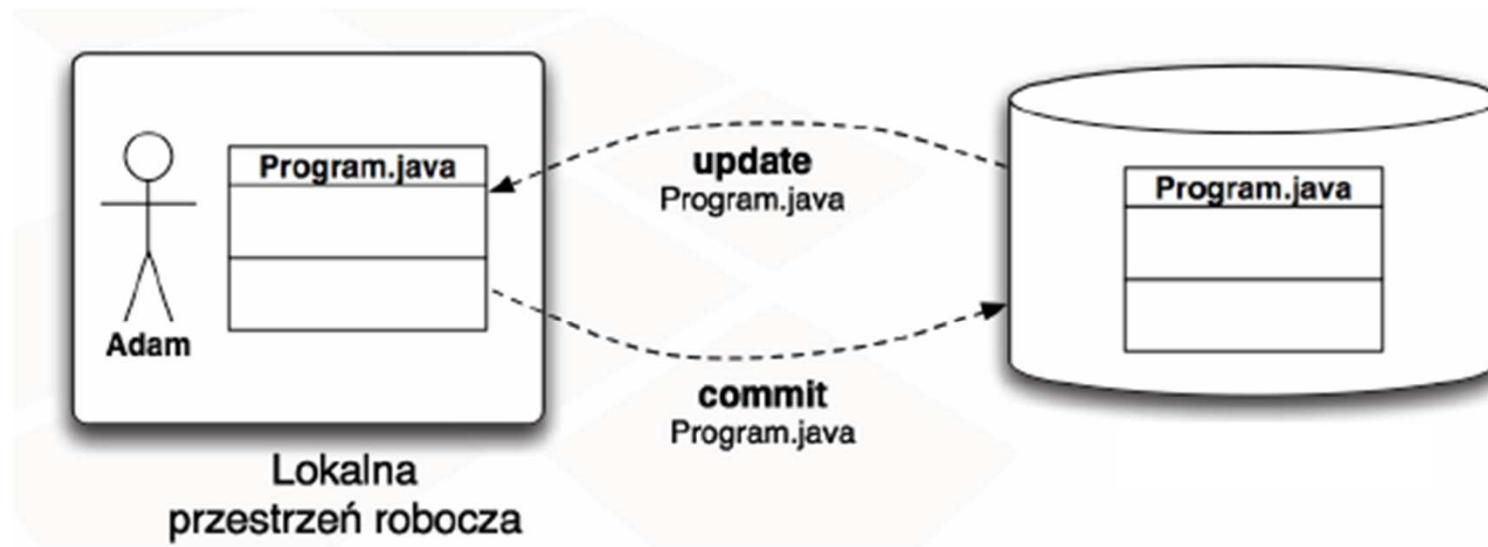 Program.java
Adam
Lokalna
przestrzeń robocza
update
Program.java
commit
Program.java
Program.java